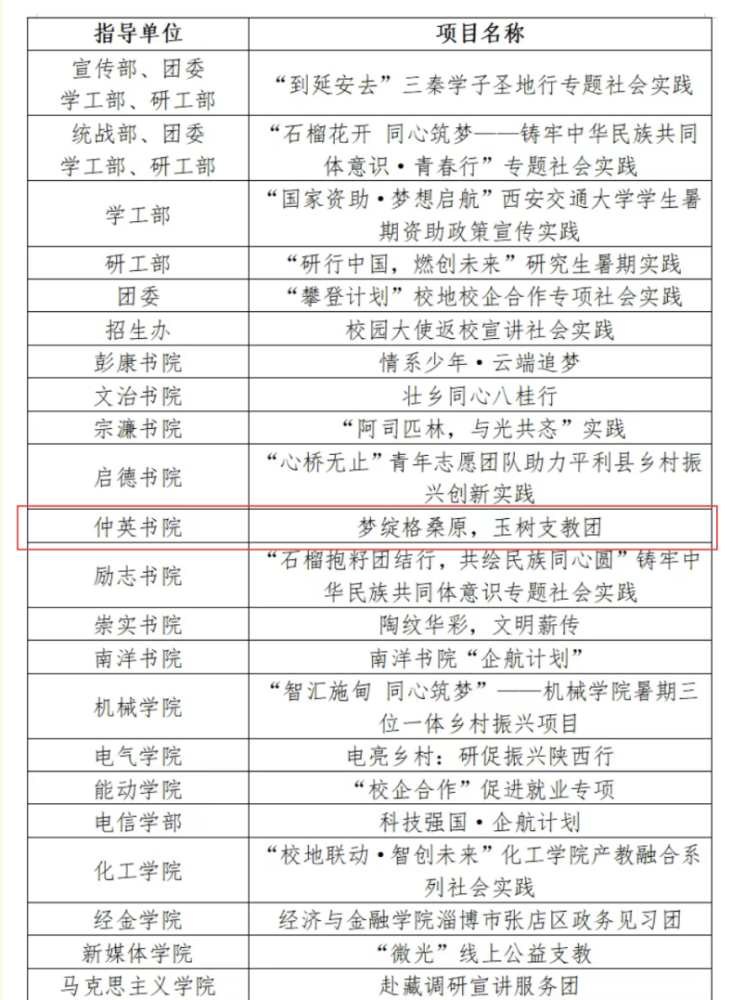 指导单位 项目名称
宣传部、团委
学工部、研工部
“到延安去”三秦学子圣地行专题社会实践
统战部、团委
学工部、研工部
“石榴花开 同心筑梦——铸牢中华民族共同
体意识·青春行”专题社会实践
学工部
“国家资助·梦想启航”西安交通大学学生暑
期资助政策宣传实践
研工部 “研行中国，燃创未来”研究生暑期实践
团委 “攀登计划”校地校企合作专项社会实践
招生办 校园大使返校宣讲社会实践
彭康书院 情系少年·云端追梦
文治书院 壮乡同心八桂行
宗濂书院 “阿司匹林，与光共忞”实践
启德书院
“心桥无止”青年志愿团队助力平利县乡村振
兴创新实践
仲英书院 梦绽格桑原，玉树支教团
励志书院
“石榴抱籽团结行，共绘民族同心圆”铸牢中
华民族共同体意识专题社会实践
崇实书院 陶纹华彩，文明薪传
南洋书院 南洋书院“企航计划”
机械学院
“智汇施甸 同心筑梦”——机械学院暑期三
位一体乡村振兴项目
电气学院 电亮乡村：研促振兴陕西行
能动学院 “校企合作”促进就业专项
电信学部 科技强国·企航计划
化工学院
“校地联动·智创未来”化工学院产教融合系
列社会实践
经金学院 经济与金融学院淄博市张店区政务见习团
新媒体学院 “微光”线上公益支教
马克思主义学院 赴藏调研宣讲服务团